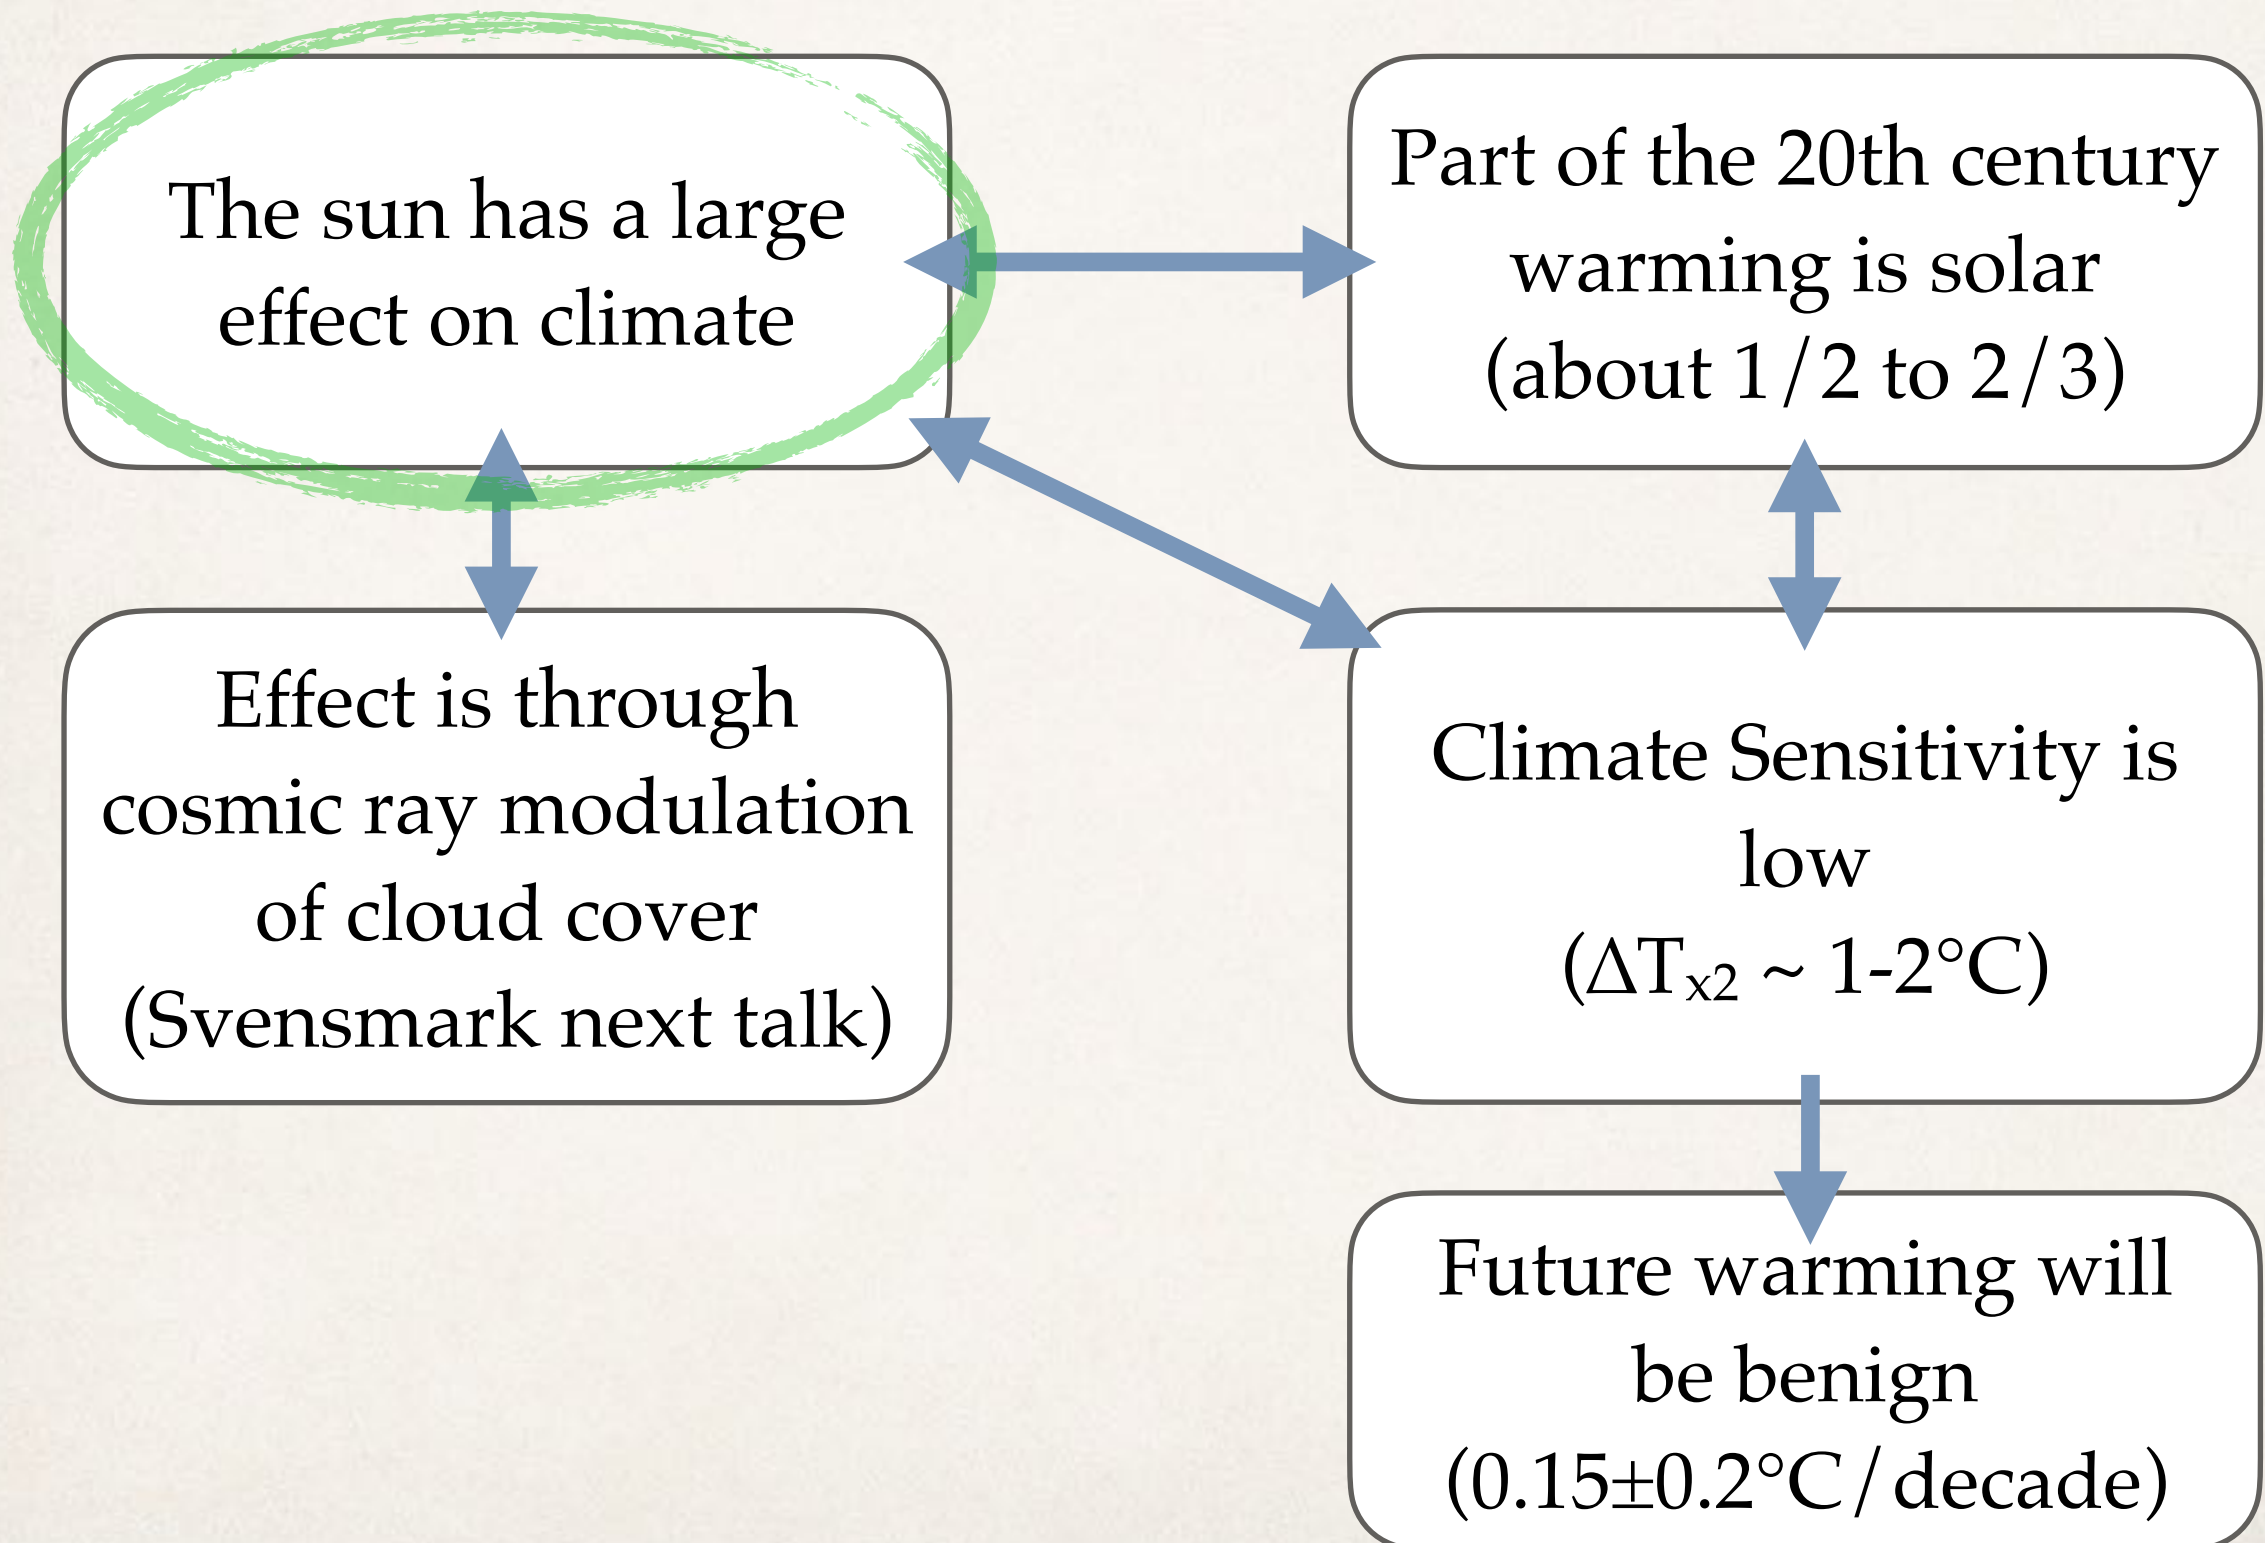 The sun has a large
effect on climate
Part of the 20th century
warming is solar
(about 1/2 to 2/3)
Effect is through
cosmic ray modulation
of cloud cover
(Svensmark next talk)
Climate Sensitivity is
low
(ΔTx2 ~ 1-2°C)
Future warming will
be benign
(0.15±0.2°C/decade)